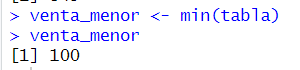 > venta_menor <- min(tabla)
> venta_menor
[1] 100